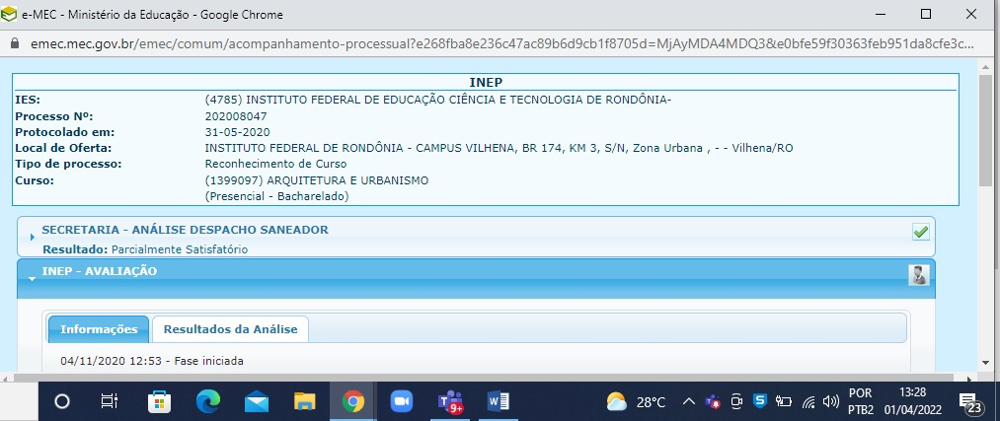 e-MEC - Ministério da Educação - Google Chrome
emec.mec.gov.br/emec/comum/acompanhamento-processual?e268fba8e236c47ac89b6d9cb1f8705d=MjAyMDA4MDQ3&e0bfe59f30363feb951da8cfe3c...
INEP
IES: (4785) INSTITUTO FEDERAL DE EDUCAÇÃO CIÊNCIA E TECNOLOGIA DE RONDÔNIA-
Processo Nº: 202008047
Protocolado em: 31-05-2020
Local de Oferta: INSTITUTO FEDERAL DE RONDÔNIA - CAMPUS VILHENA, BR 174, KM 3, S/N, Zona Urbana , - - Vilhena/RO
Tipo de processo: Reconhecimento de Curso
Curso: (1399097) ARQUITETURA E URBANISMO
(Presencial - Bacharelado)
SECRETARIA - ANÁLISE DESPACHO SANEADOR
Resultado: Parcialmente Satisfatório
INEP - AVALIAÇÃO
Informações Resultados da Análise
04/11/2020 12:53 - Fase iniciada
9+ 28°C POR 13:28
PTB2 01/04/2022 23